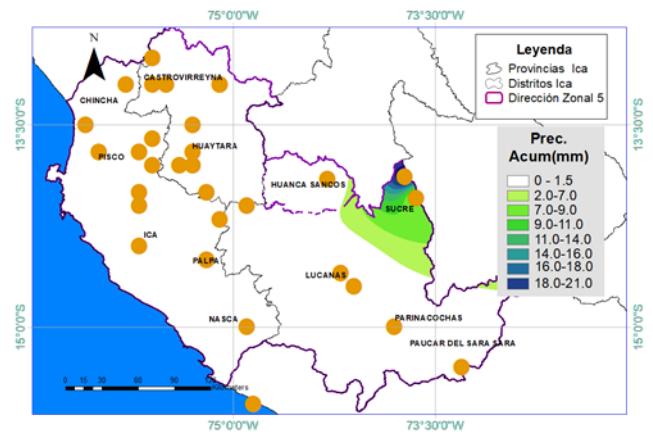 75°0'0"W 73°30'0"W
N
Leyenda
Provincias Ica
Distritos Ica
Dirección Zonal 5
CASTROVIRREYNA
CHINCHA
13°30'0"S
13°30'0"S
Prec.
Acum(mm)
0 - 1.5
2.0-7.0
7.0-9.0
9.0-11.0
11.0-14.0
14.0-16.0
16.0-18.0
18.0-21.0
HUAYTARA
PISCO
HUANCA SANCOS
SUCRE
ICA
PALPA
LUCANAS
NASCA
PARINACOCHAS
PAUCAR DEL SARA SARA
15°0'0"S
15°0'0"S
0 15 30 60 90
75°0'0"W 73°30'0"W